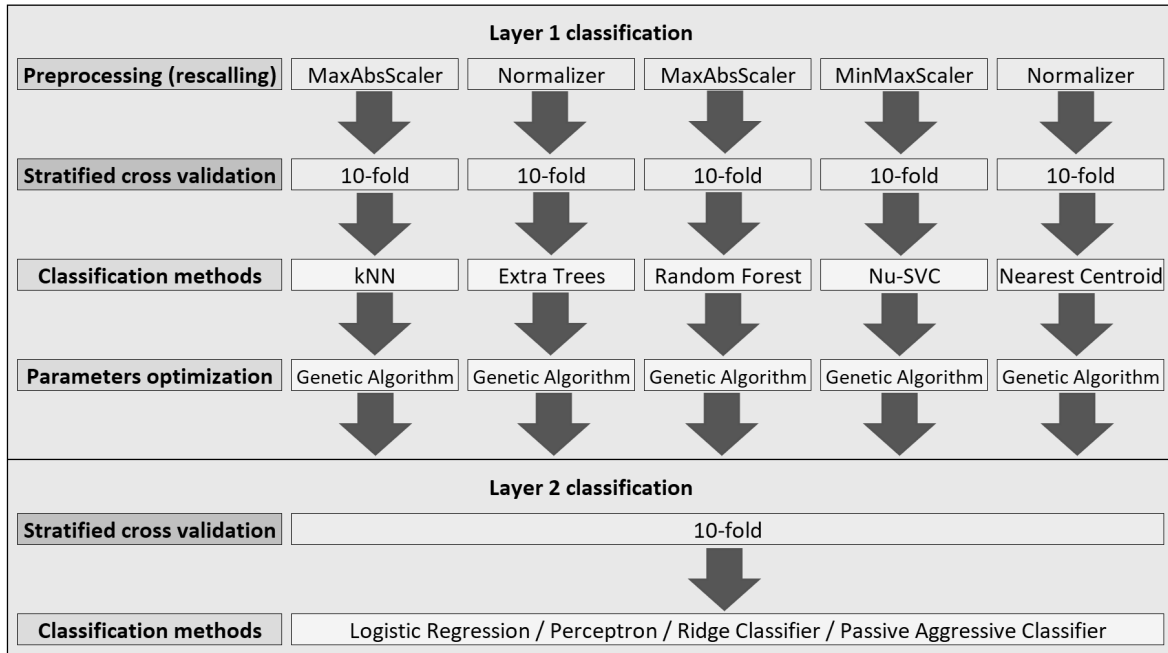 Layer 1 classification
Preprocessing (rescalling) MaxAbsScaler Normalizer MaxAbsScaler MinMaxScaler Normalizer
Stratified cross validation 10-fold 10-fold 10-fold 10-fold 10-fold
Classification methods kNN Extra Trees Random Forest Nu-SVC Nearest Centroid
Parameters optimization Genetic Algorithm Genetic Algorithm Genetic Algorithm Genetic Algorithm Genetic Algorithm
Layer 2 classification
Stratified cross validation 10-fold
Classification methods Logistic Regression / Perceptron / Ridge Classifier / Passive Aggressive Classifier